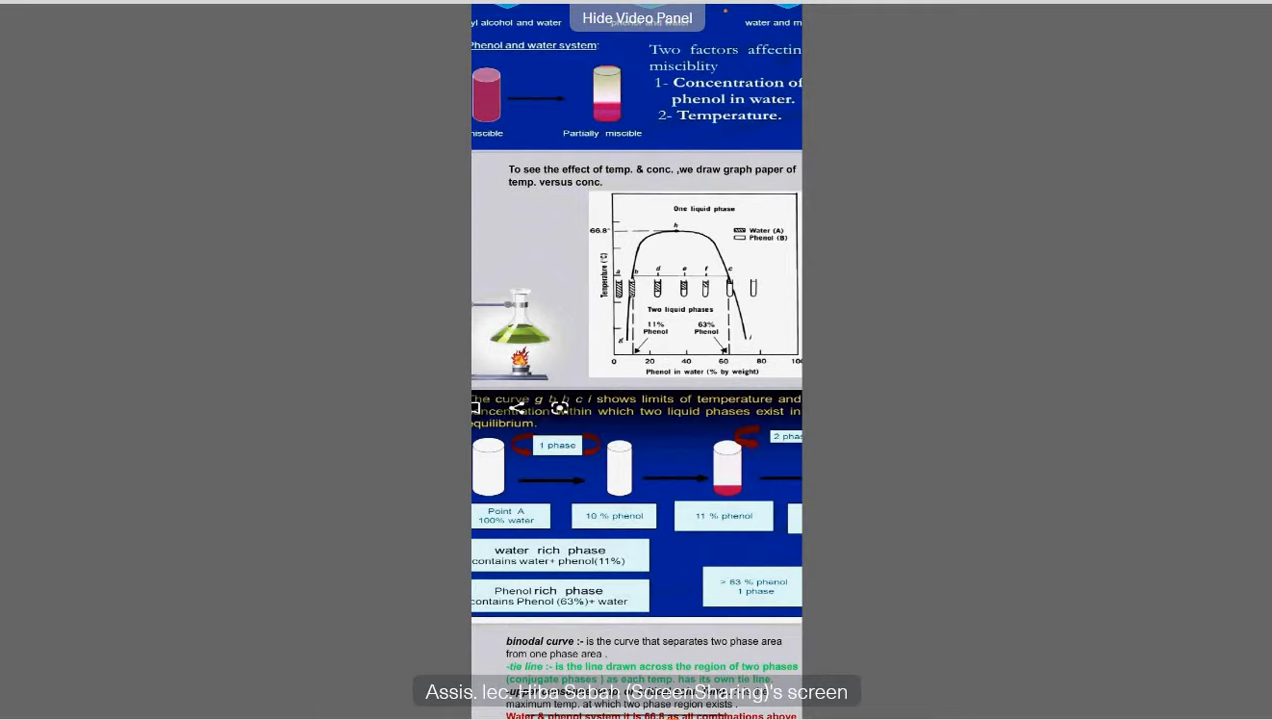 Hide Video Panel
yl alcohol and water
phenol and water
water and m
Phenol and water system:
Two factors affectin
misciblity
1- Concentration of
phenol in water.
2- Temperature.
iscible
Partially miscible
To see the effect of temp. & conc. ,we draw graph paper of
temp. versus conc.
One liquid phase
h
66.8°
Water (A)
Phenol (B)
Temperature (°C)
a b d e f c
Two liquid phases
11%
Phenol
63%
Phenol
g
i
0 20 40 60 80 100
Phenol in water (% by weight)
he curve g b h c i shows limits of temperature and
oncentration within which two liquid phases exist in
equilibrium.
1 phase
2 phas
Point A
100% water
10 % phenol
11 % phenol
water rich phase
contains water+ phenol(11%)
Phenol rich phase
contains Phenol (63%)+ water
> 63 % phenol
1 phase
binodal curve :- is the curve that separates two phase area
from one phase area .
-tie line :- is the line drawn across the region of two phases
(conjugate phases ) as each temp. has its own tie line.
Assis. lec. Hiba Sabah (ScreenSharing)'s screen
maximum temp. at which two phase region exists .
Water & phenol system it is 66.8 as all combinations above